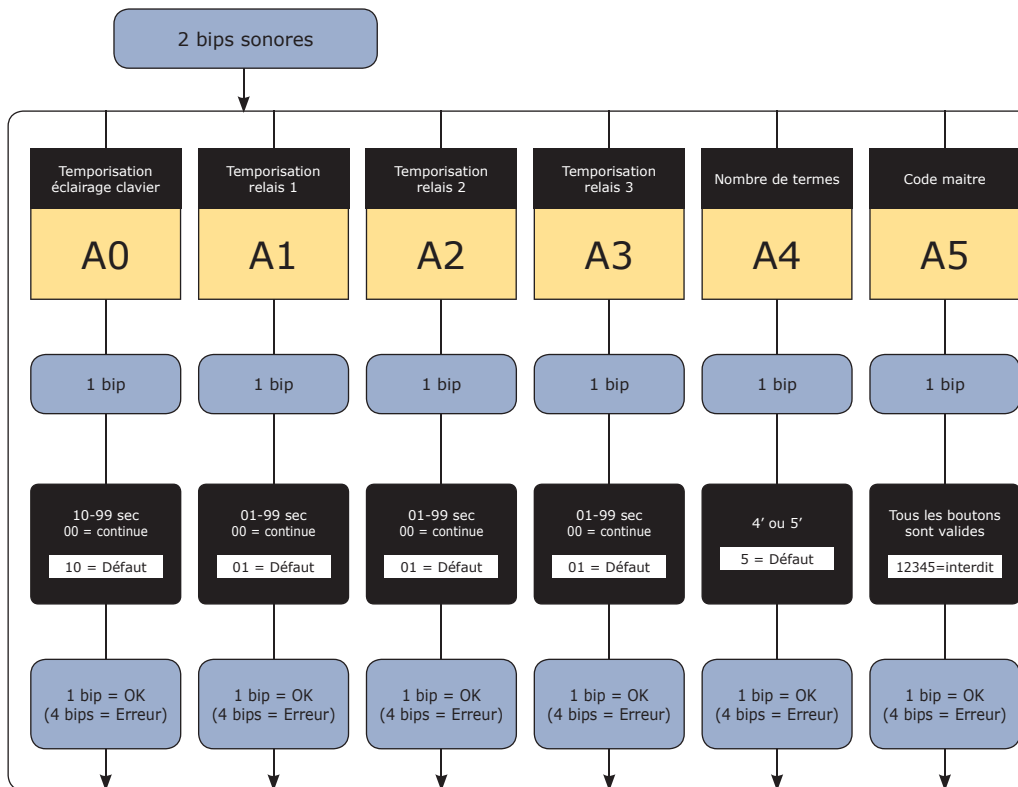 2 bips sonores
Temporisation
éclairage clavier
Temporisation
relais 1
Temporisation
relais 2
Temporisation
relais 3
Nombre de termes
Code maitre
A0
A1
A2
A3
A4
A5
1 bip
1 bip
1 bip
1 bip
1 bip
1 bip
10-99 sec
00 = continue
10 = Défaut
01-99 sec
00 = continue
01 = Défaut
01-99 sec
00 = continue
01 = Défaut
01-99 sec
00 = continue
01 = Défaut
4’ ou 5’
5 = Défaut
Tous les boutons
sont valides
12345=interdit
1 bip = OK
(4 bips = Erreur)
1 bip = OK
(4 bips = Erreur)
1 bip = OK
(4 bips = Erreur)
1 bip = OK
(4 bips = Erreur)
1 bip = OK
(4 bips = Erreur)
1 bip = OK
(4 bips = Erreur)